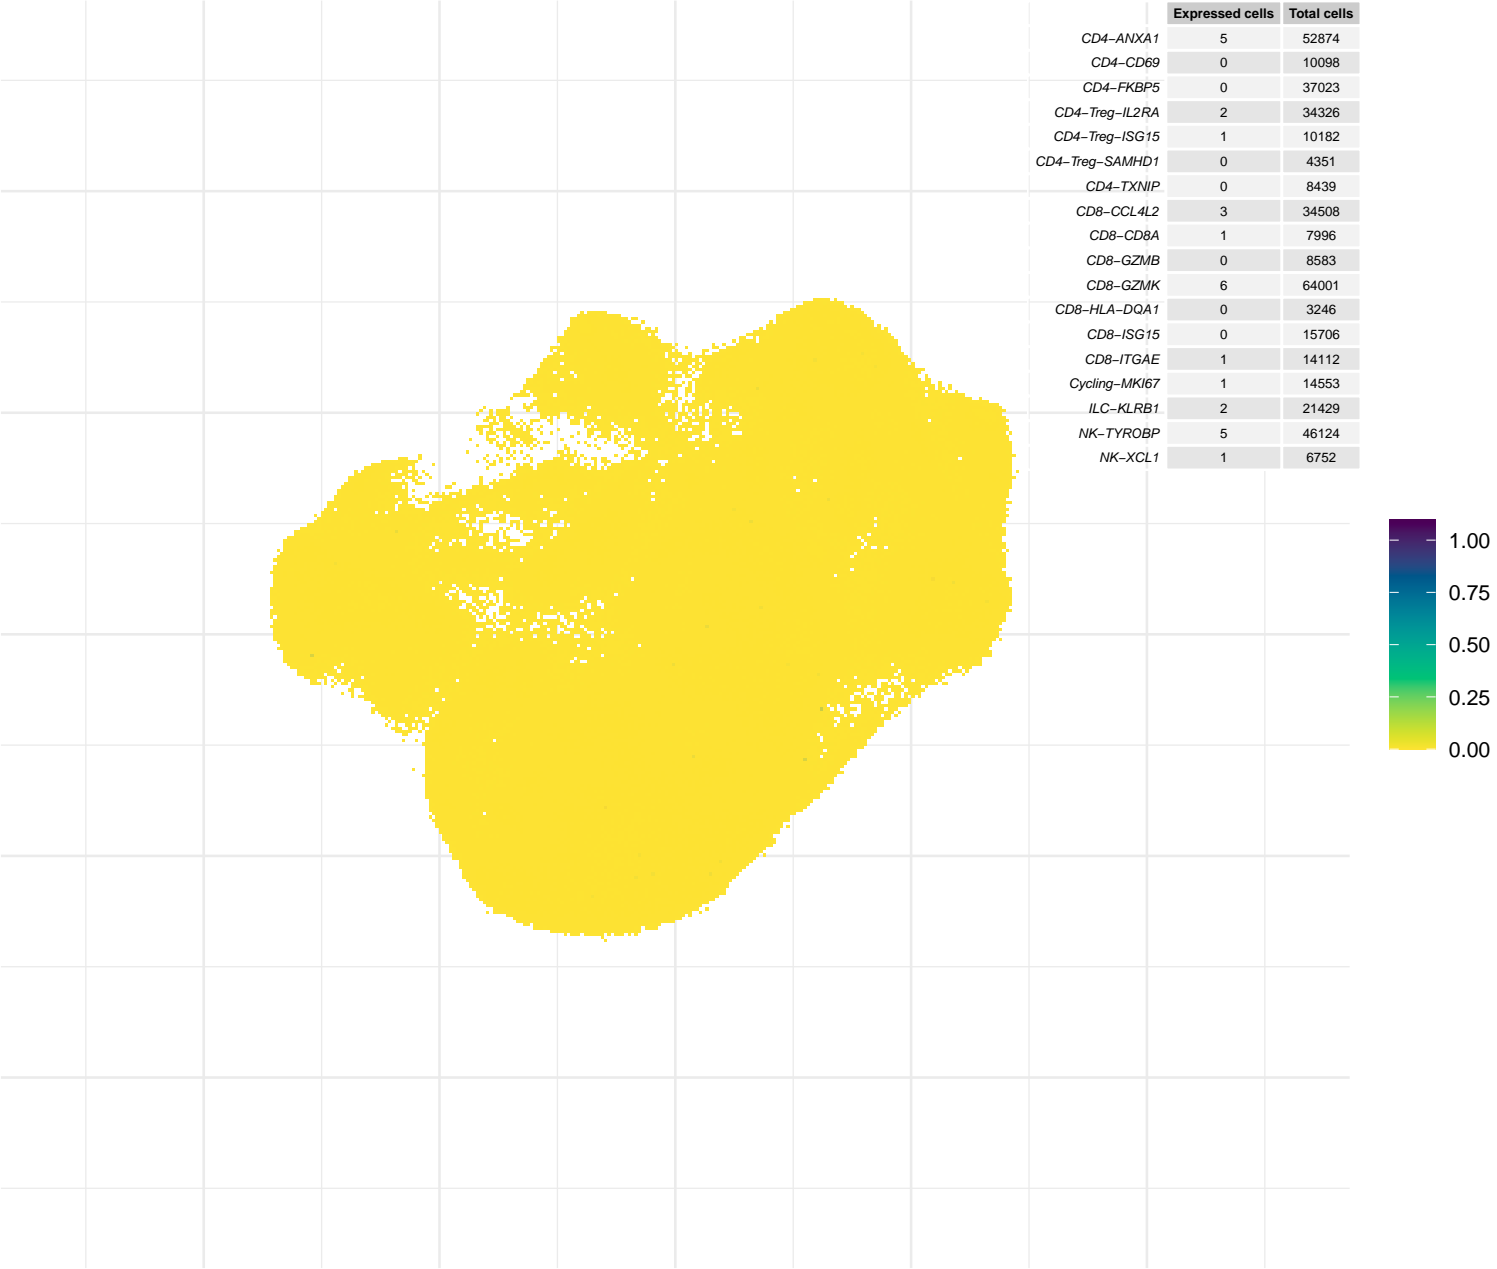 Expressed cells Total cells
CD4−ANXA1 5 52874
CD4−CD69 0 10098
CD4−FKBP5 0 37023
CD4−Treg−IL2RA 2 34326
CD4−Treg−ISG15 1 10182
CD4−Treg−SAMHD1 0 4351
CD4−TXNIP 0 8439
CD8−CCL4L2 3 34508
CD8−CD8A 1 7996
CD8−GZMB 0 8583
CD8−GZMK 6 64001
CD8−HLA−DQA1 0 3246
CD8−ISG15 0 15706
CD8−ITGAE 1 14112
Cycling−MKI67 1 14553
ILC−KLRB1 2 21429
NK−TYROBP 5 46124
NK−XCL1 1 6752
1.00
0.75
0.50
0.25
0.00